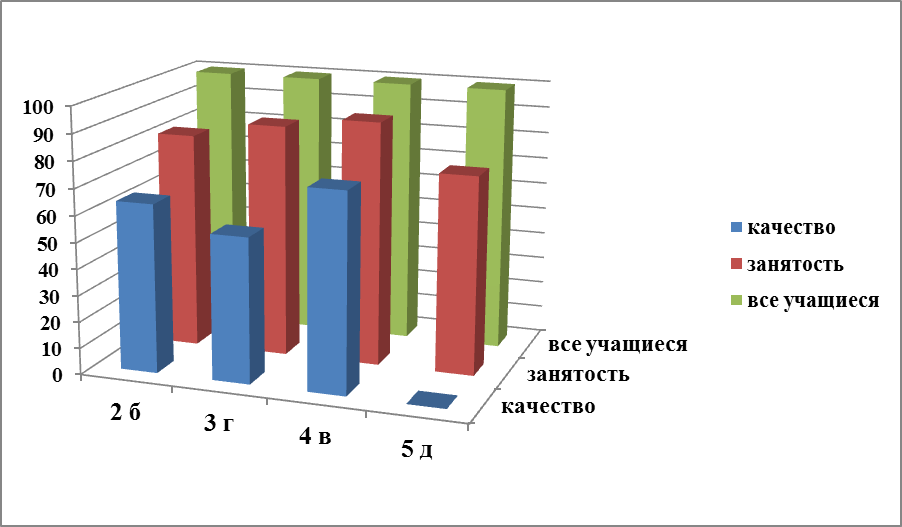 100
90
80
70
60
50
40
30
20
10
0
2 б
3 г
4 в
5 д
все учащиеся
занятость
качество
качество
занятость
все учащиеся